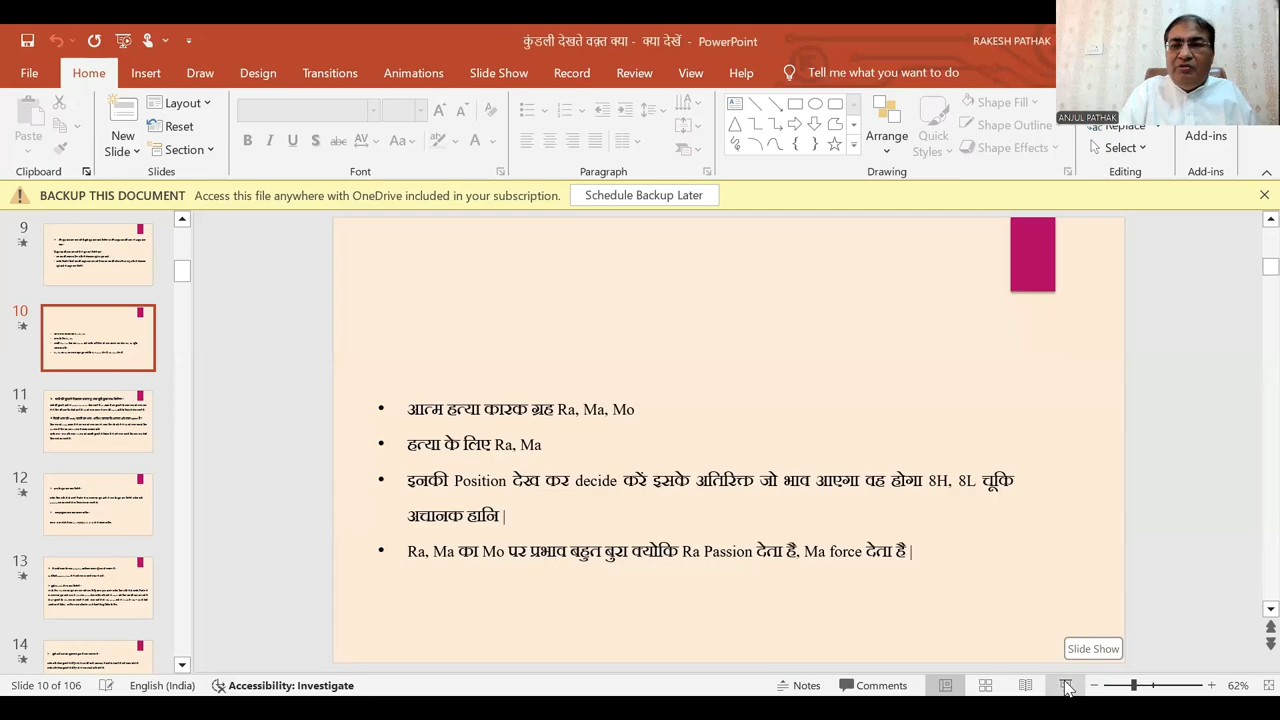 कुंडली देखते वक़्त क्या - क्या देखें - PowerPoint
RAKESH PATHAK
File Home Insert Draw Design Transitions Animations Slide Show Record Review View Help Tell me what you want to do
ANJUL PATHAK
Paste
New Slide
Layout
Reset
Section
Arrange
Quick Styles
Shape Fill
Shape Outline
Shape Effects
Replace
Select
Add-ins
Clipboard Slides Font Paragraph Drawing Editing Add-ins
BACKUP THIS DOCUMENT Access this file anywhere with OneDrive included in your subscription. Schedule Backup Later
9
10
11
12
13
14
• आत्म हत्या कारक ग्रह Ra, Ma, Mo
• हत्या के लिए Ra, Ma
• इनकी Position देख कर decide करें इसके अतिरिक्त जो भाव आएगा वह होगा 8H, 8L चूकि
अचानक हानि |
• Ra, Ma का Mo पर प्रभाव बहुत बुरा क्योकि Ra Passion देता है, Ma force देता है |
Slide Show
Slide 10 of 106 English (India) Accessibility: Investigate Notes Comments 62%